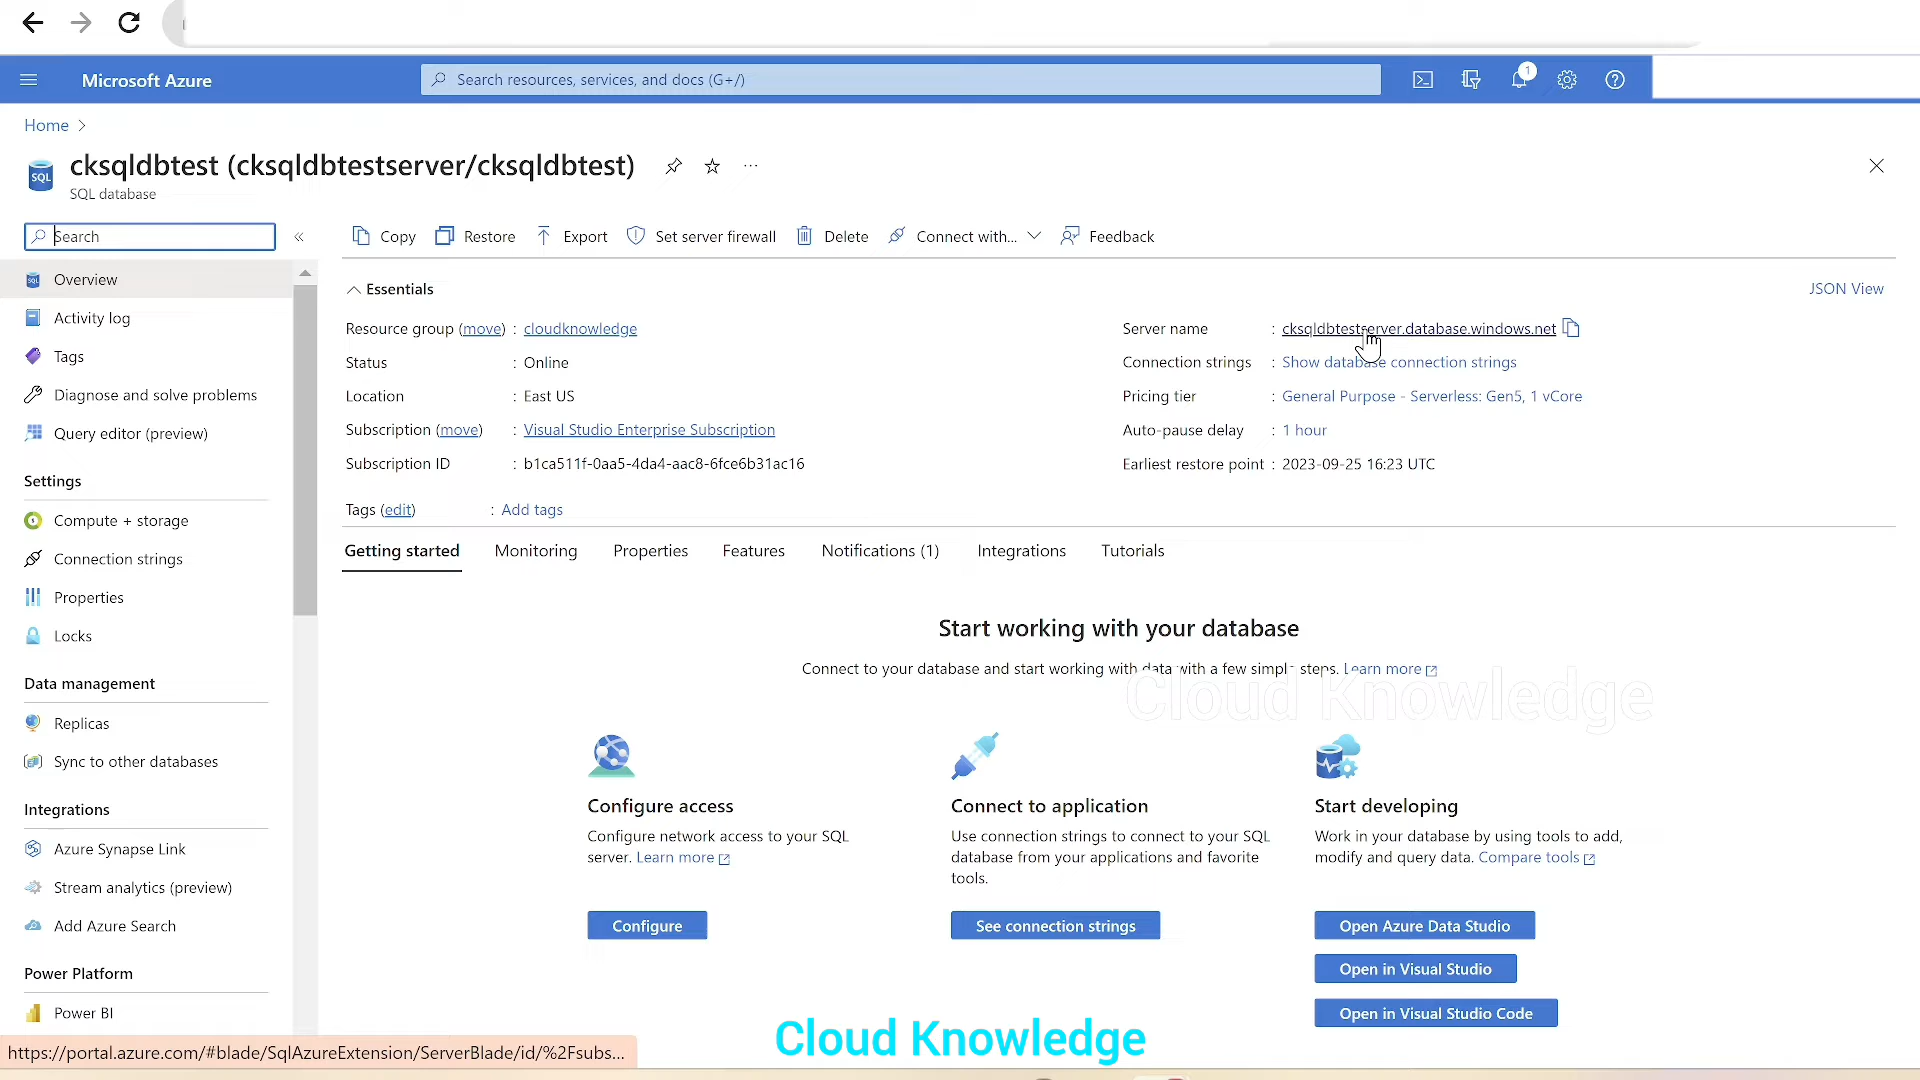 Microsoft Azure
Search resources, services, and docs (G+/)
1
Home
cksqldbtest (cksqldbtestserver/cksqldbtest)
SQL
SQL database
Search
Copy
Restore
Export
Set server firewall
Delete
Connect with...
Feedback
Overview
Activity log
Tags
Diagnose and solve problems
Query editor (preview)
Settings
Compute + storage
Connection strings
Properties
Locks
Data management
Replicas
Sync to other databases
Integrations
Azure Synapse Link
Stream analytics (preview)
Add Azure Search
Power Platform
Power BI
Essentials
JSON View
Resource group (move) : cloudknowledge
Status : Online
Location : East US
Subscription (move) : Visual Studio Enterprise Subscription
Subscription ID : b1ca511f-0aa5-4da4-aac8-6fce6b31ac16
Server name : cksqldbtestserver.database.windows.net
Connection strings : Show database connection strings
Pricing tier : General Purpose - Serverless: Gen5, 1 vCore
Auto-pause delay : 1 hour
Earliest restore point : 2023-09-25 16:23 UTC
Tags (edit) : Add tags
Getting started
Monitoring
Properties
Features
Notifications (1)
Integrations
Tutorials
Start working with your database
Connect to your database and start working with data with a few simple steps. Learn more
Cloud Knowledge
Configure access
Configure network access to your SQL
server. Learn more
Configure
Connect to application
Use connection strings to connect to your SQL
database from your applications and favorite
tools.
See connection strings
Start developing
Work in your database by using tools to add,
modify and query data. Compare tools
Open Azure Data Studio
Open in Visual Studio
Open in Visual Studio Code
Cloud Knowledge
https://portal.azure.com/#blade/SqlAzureExtension/ServerBlade/id/%2Fsubs...